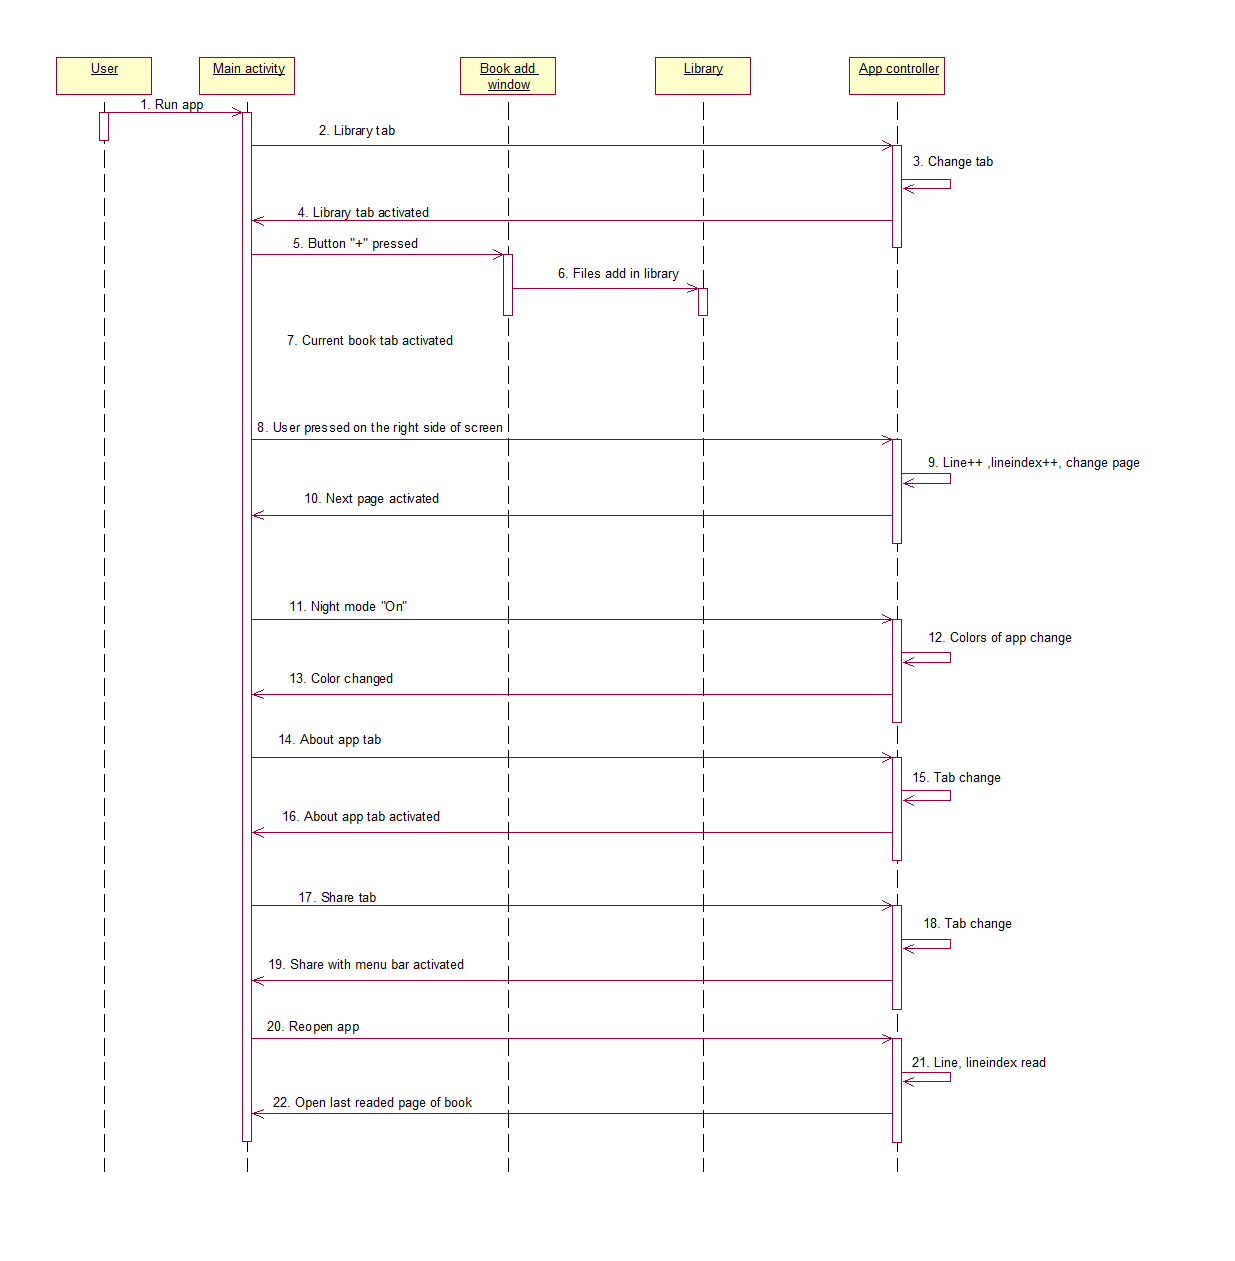 User
Main activity
Book add
window
Library
App controller
1. Run app
2. Library tab
3. Change tab
4. Library tab activated
5. Button "+" pressed
6. Files add in library
7. Current book tab activated
8. User pressed on the right side of screen
9. Line++ ,lineindex++, change page
10. Next page activated
11. Night mode "On"
12. Colors of app change
13. Color changed
14. About app tab
15. Tab change
16. About app tab activated
17. Share tab
18. Tab change
19. Share with menu bar activated
20. Reopen app
21. Line, lineindex read
22. Open last readed page of book